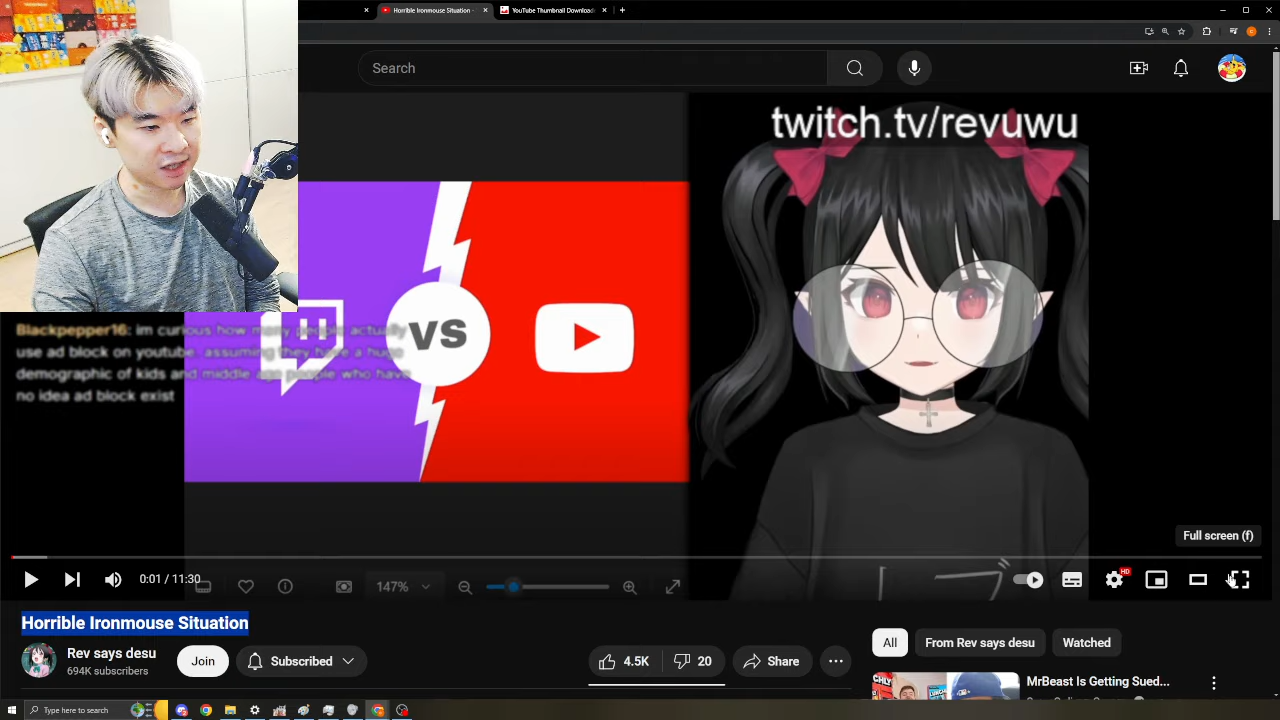 Horrible Ironmouse Situation -
YouTube Thumbnail Download
Search
twitch.tv/revuwu
VS
Blackpepper16: im curious how many people actually
use ad block on youtube. assuming they have a huge
demographic of kids and middle age people who have
no idea ad block exist
Full screen (f)
0:01 / 11:30
147%
HD
Horrible Ironmouse Situation
Rev says desu
694K subscribers
Join
Subscribed
4.5K
20
Share
All
From Rev says desu
Watched
MrBeast Is Getting Sued...
Type here to search